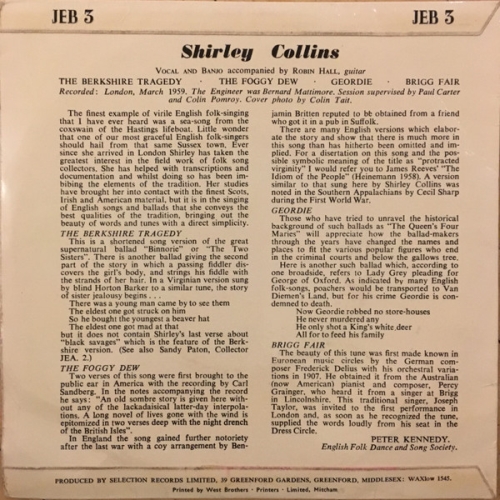 JEB 3
JEB 3
Shirley Collins
VOCAL AND BANJO accompanied by ROBIN HALL, guitar
THE BERKSHIRE TRAGEDY · THE FOGGY DEW · GEORDIE · BRIGG FAIR
Recorded: London, March 1959. The Engineer was Bernard Mattimore. Session supervised by Paul Carter
and Colin Pomroy. Cover photo by Colin Tait.
The finest example of virile English folk-singing
that I have ever heard was a sea-song from the
coxswain of the Hastings lifeboat. Little wonder
that one of our most graceful English folk-singers
should hail from that same Sussex town. Ever
since she arrived in London Shirley has taken the
greatest interest in the field work of folk song
collectors. She has helped with transcriptions and
documentation and whilst doing so has been im-
bibing the elements of the tradition. Her studies
have brought her into contact with the finest Scots,
Irish and American material, but it is in the singing
of English songs and ballads that she conveys the
best qualities of the tradition, bringing out the
beauty of words and tunes with a direct simplicity.
THE BERKSHIRE TRAGEDY
This is a shortened song version of the great
supernatural ballad "Binnorie" or "The Two
Sisters". There is another ballad giving the second
part of the story in which a passing fiddler dis-
covers the girl's body, and strings his fiddle with
the strands of her hair. In a Virginian version sung
by blind Horton Barker to a similar tune, the story
of sister jealousy begins . . .
There was a young man came by to see them
The eldest one got struck on him
So he bought the youngest a beaver hat
The eldest one got mad at that
but it does not contain Shirley's last verse about
"black savages" which is the feature of the Berk-
shire version. (See also Sandy Paton, Collector
JEA. 2.)
THE FOGGY DEW
Two verses of this song were first brought to the
public ear in America with the recording by Carl
Sandberg. In the notes accompanying the record
he says: "An old sombre story is given here with-
out any of the lackadaisical latter-day interpola-
tions. A long novel of lives gone with the wind is
epitomized in two verses deep with the night drench
of the British Isles".
In England the song gained further notoriety
after the last war with a coy arrangement by Ben-
jamin Britten reputed to be obtained from a friend
who got it in a pub in Suffolk.
There are many English versions which elabor-
ate the story and show that there is much more in
this song than has hitherto been omitted and im-
plied. For a disertation on this song and the pos-
sible symbolic meaning of the title as "protracted
virginity" I would refer you to James Reeves' "The
Idiom of the People" (Heinemann 1958). A version
similar to that sung here by Shirley Collins was
noted in the Southern Appalachians by Cecil Sharp
during the First World War.
GEORDIE
Those who have tried to unravel the historical
background of such ballads as "The Queen's Four
Maries" will appreciate how the ballad-makers
through the years have changed the names and
places to fit the various popular figures who end
in the criminal courts and below the gallows tree.
Here is another such ballad which, according to
one broadside, refers to Lady Grey pleading for
George of Oxford. As indicated by many English
folk-songs, poachers would be transported to Van
Diemen's Land, but for his crime Geordie is con-
demned to death.
Now Geordie robbed no store-houses
He never murdered any
He only shot a King's white deer
All for to feed his family
BRIGG FAIR
The beauty of this tune was first made known in
European music circles by the German com-
poser Frederick Delius with his orchestral varia-
tions in 1907. He obtained it from the Australian
(now American) pianist and composer, Percy
Grainger, who heard it from a singer at Brigg
in Lincolnshire. This traditional singer, Joseph
Taylor, was invited to the first performance in
London and, as soon as he recognized the tune,
supplied the words loudly from his seat in the
Dress Circle.
PETER KENNEDY.
English Folk Dance and Song Society.
PRODUCED BY SELECTION RECORDS LIMITED, 39 GREENFORD GARDENS, GREENFORD, MIDDLESEX: WAXlow 1545.
Printed by West Brothers · Printers · Limited, Mitcham